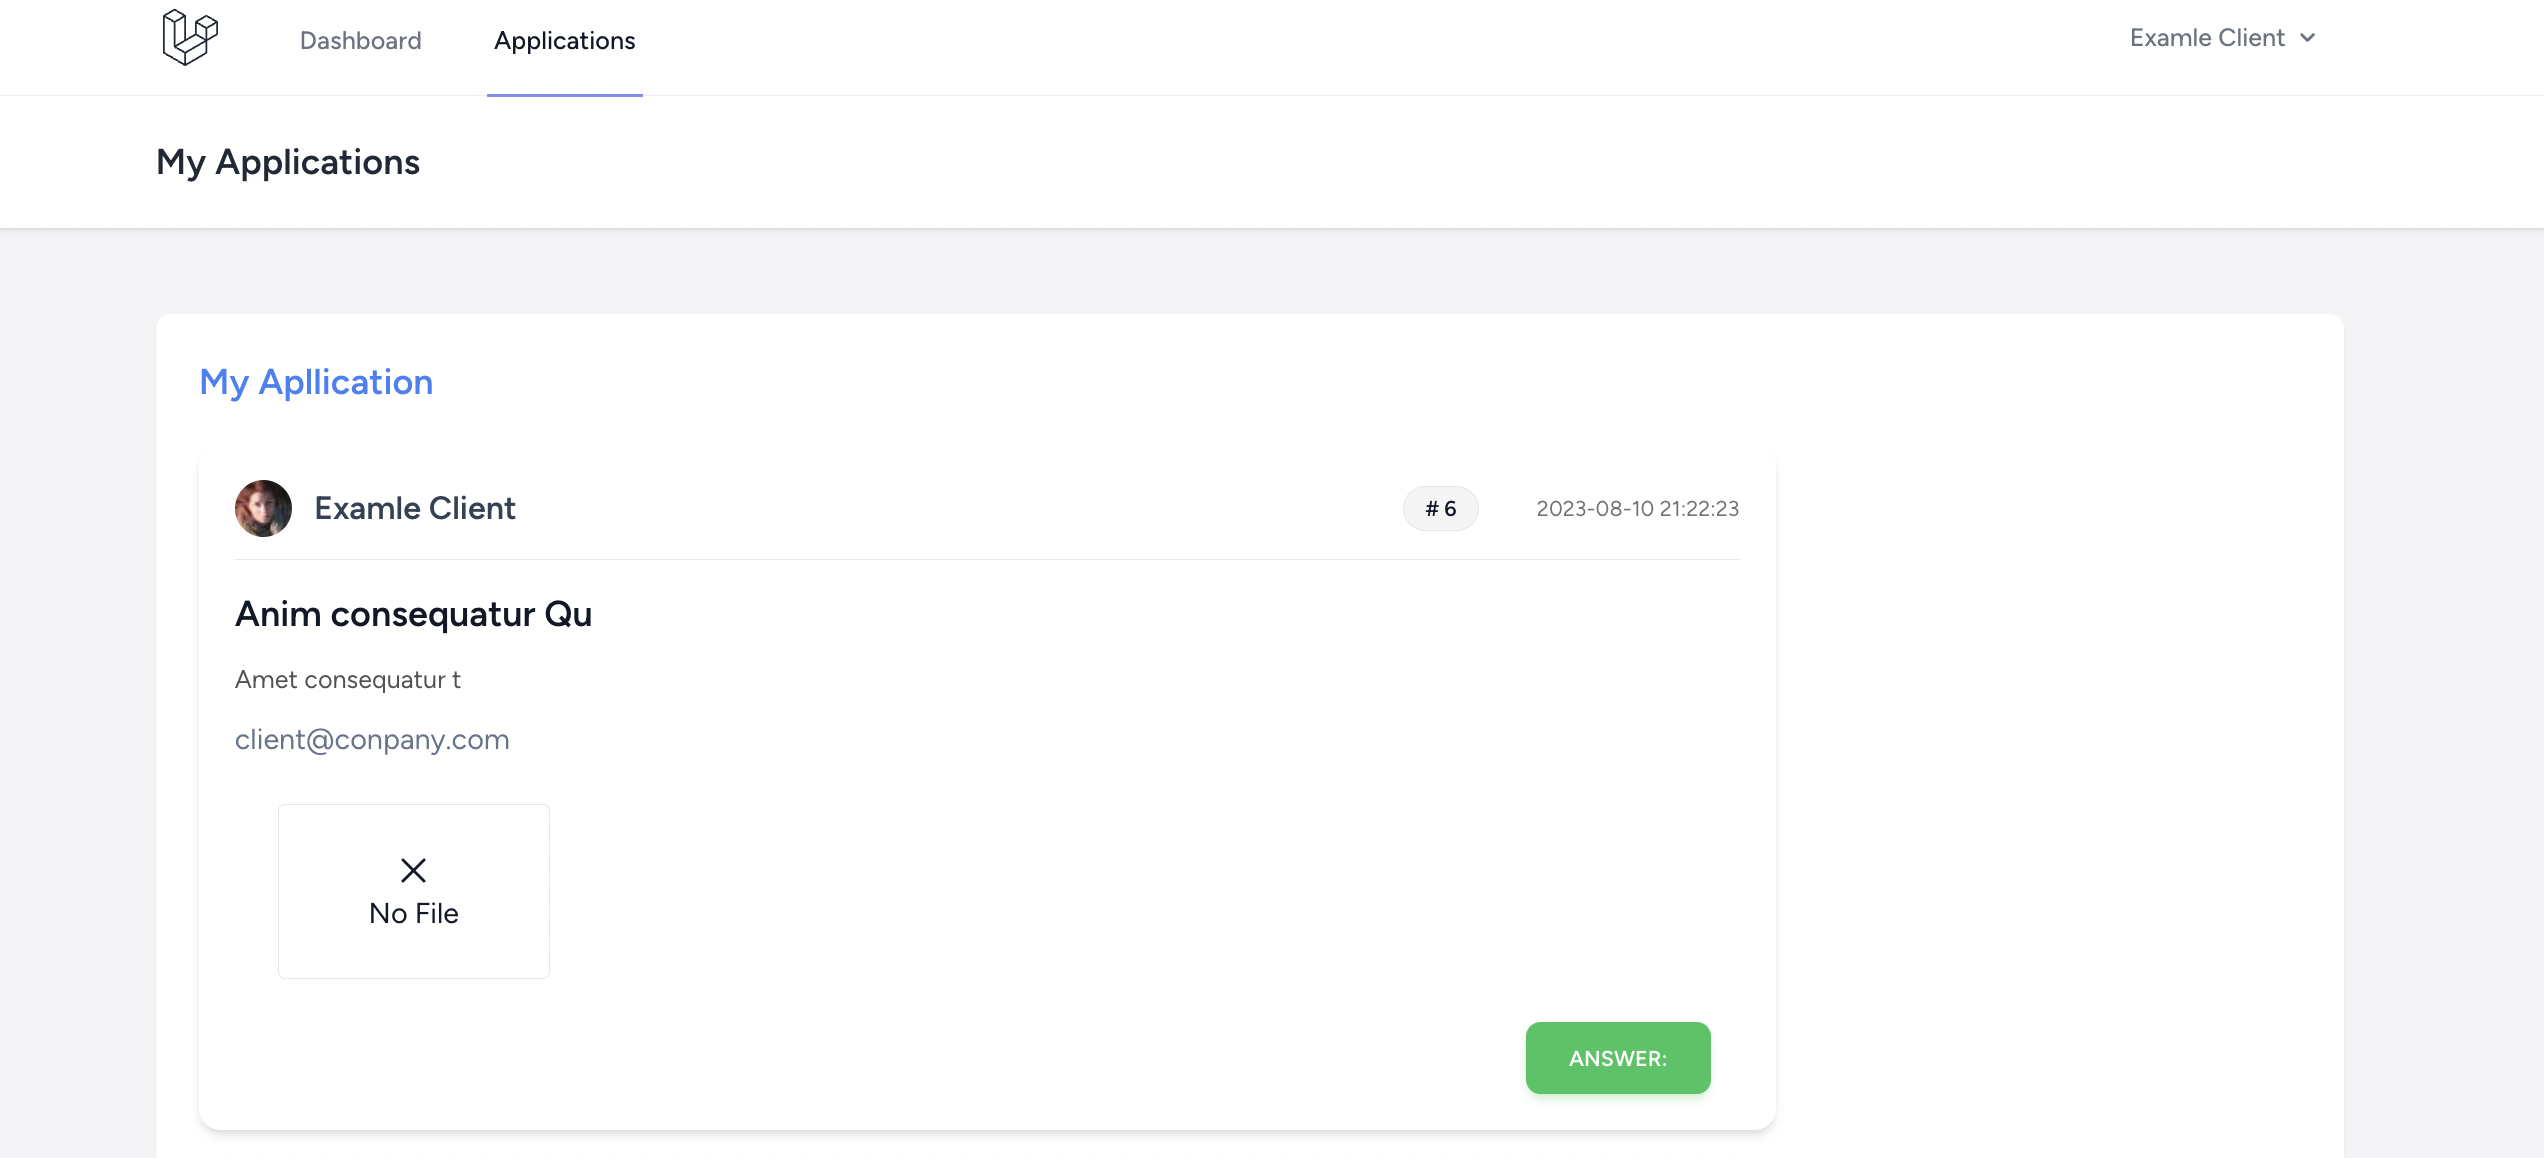 Dashboard Applications Examle Client
My Applications
My Apllication
Examle Client # 6 2023-08-10 21:22:23
Anim consequatur Qu
Amet consequatur t
client@conpany.com
No File
ANSWER: